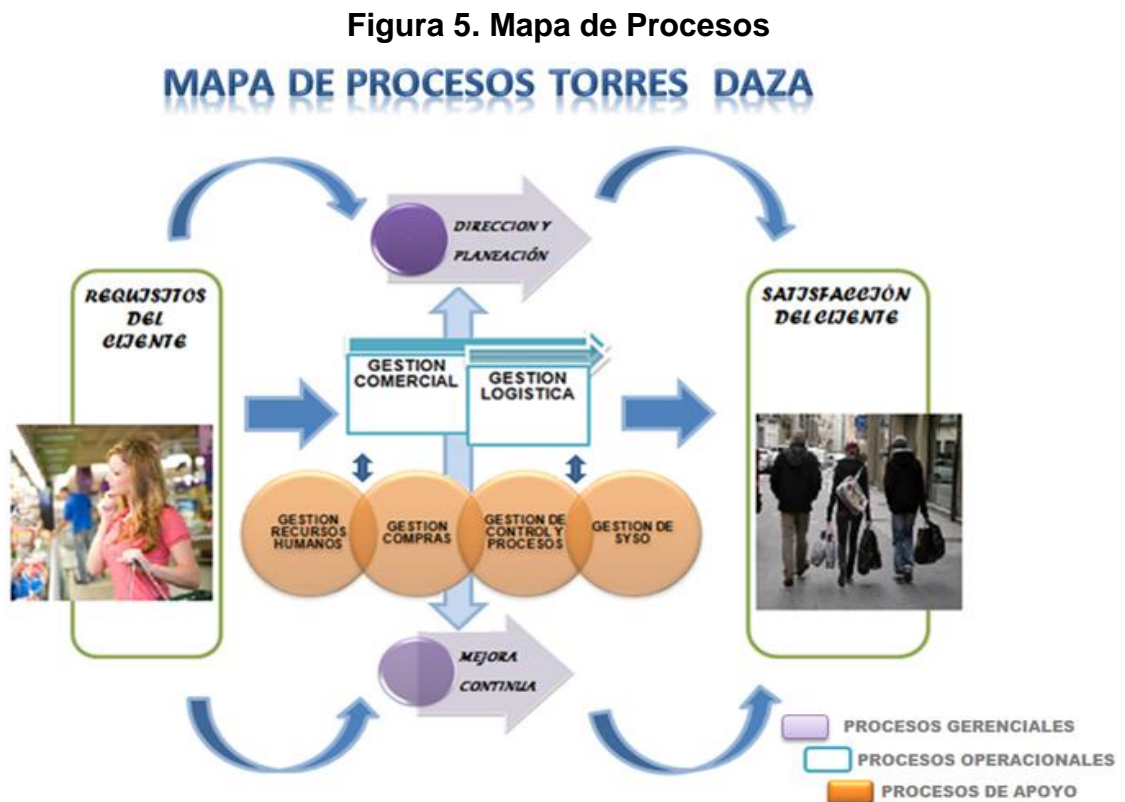 Figura 5. Mapa de Procesos
MAPA DE PROCESOS TORRES DAZA
DIRECCION Y
PLANEACIÓN
REQUISITOS
DEL
CLIENTE
SATISFACCIÓN
DEL CLIENTE
GESTION
COMERCIAL
GESTION
LOGISTICA
GESTION
RECURSOS
HUMANOS
GESTION
COMPRAS
GESTION DE
CONTROL Y
PROCESOS
GESTION DE
SYSO
MEJORA
CONTINUA
PROCESOS GERENCIALES
PROCESOS OPERACIONALES
PROCESOS DE APOYO